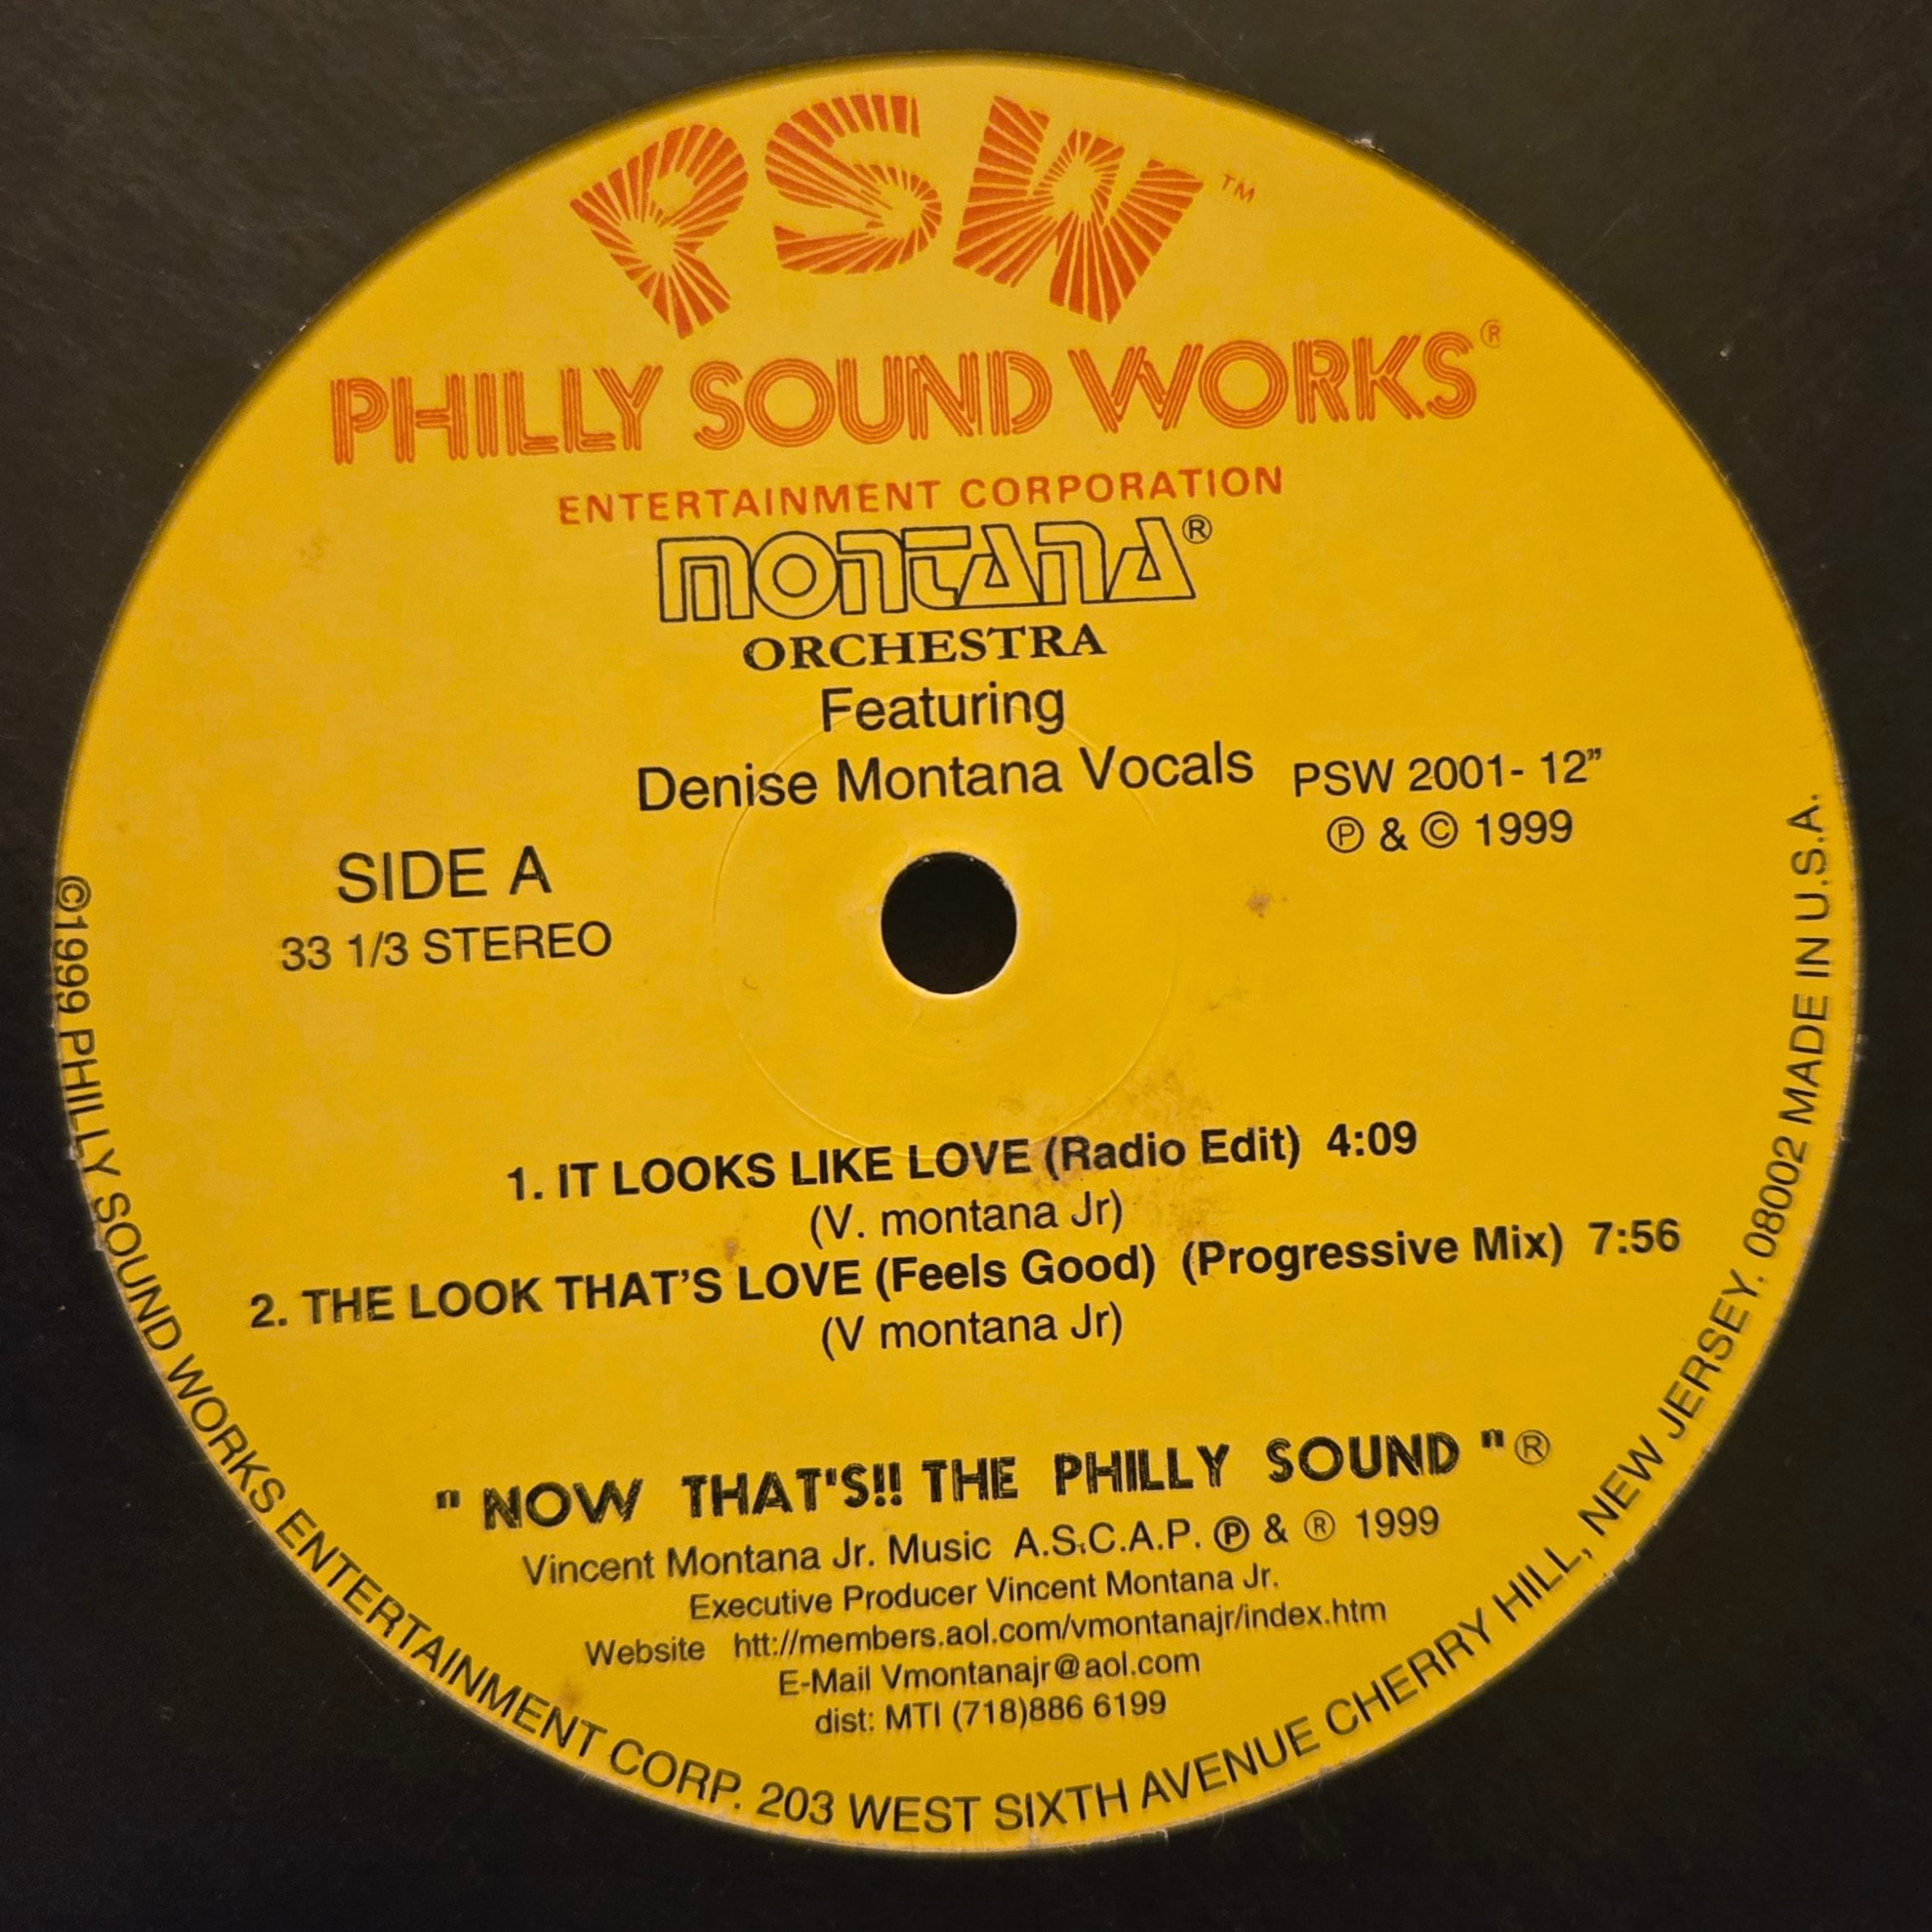 PSW™
PHILLY SOUND WORKS®
ENTERTAINMENT CORPORATION
MONTANA®
ORCHESTRA
Featuring
Denise Montana Vocals
PSW 2001- 12”
Ⓟ & © 1999
SIDE A
33 1/3 STEREO
1. IT LOOKS LIKE LOVE (Radio Edit) 4:09
(V. montana Jr)
2. THE LOOK THAT’S LOVE (Feels Good) (Progressive Mix) 7:56
(V montana Jr)
" NOW THAT'S!! THE PHILLY SOUND "®
Vincent Montana Jr. Music A.S.C.A.P. Ⓟ & ® 1999
Executive Producer Vincent Montana Jr.
Website htt://members.aol.com/vmontanajr/index.htm
E-Mail Vmontanajr@aol.com
dist: MTI (718)886 6199
©1999 PHILLY SOUND WORKS ENTERTAINMENT CORP. 203 WEST SIXTH AVENUE CHERRY HILL, NEW JERSEY. 08002 MADE IN U.S.A.